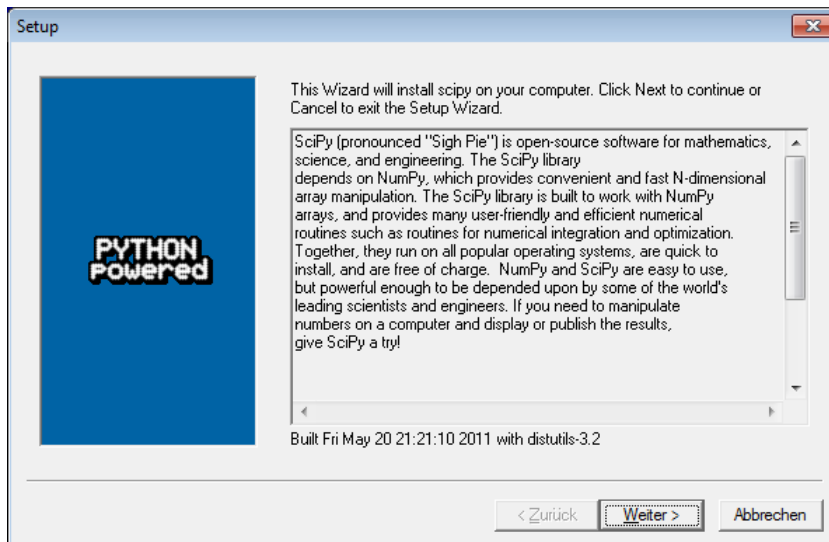 Setup
This Wizard will install scipy on your computer. Click Next to continue or
Cancel to exit the Setup Wizard.
SciPy (pronounced "Sigh Pie") is open-source software for mathematics,
science, and engineering. The SciPy library
depends on NumPy, which provides convenient and fast N-dimensional
array manipulation. The SciPy library is built to work with NumPy
arrays, and provides many user-friendly and efficient numerical
routines such as routines for numerical integration and optimization.
Together, they run on all popular operating systems, are quick to
install, and are free of charge.  NumPy and SciPy are easy to use,
but powerful enough to be depended upon by some of the world's
leading scientists and engineers. If you need to manipulate
numbers on a computer and display or publish the results,
give SciPy a try!
PYTHON
Powered
Built Fri May 20 21:21:10 2011 with distutils-3.2
< Zurück
Weiter >
Abbrechen